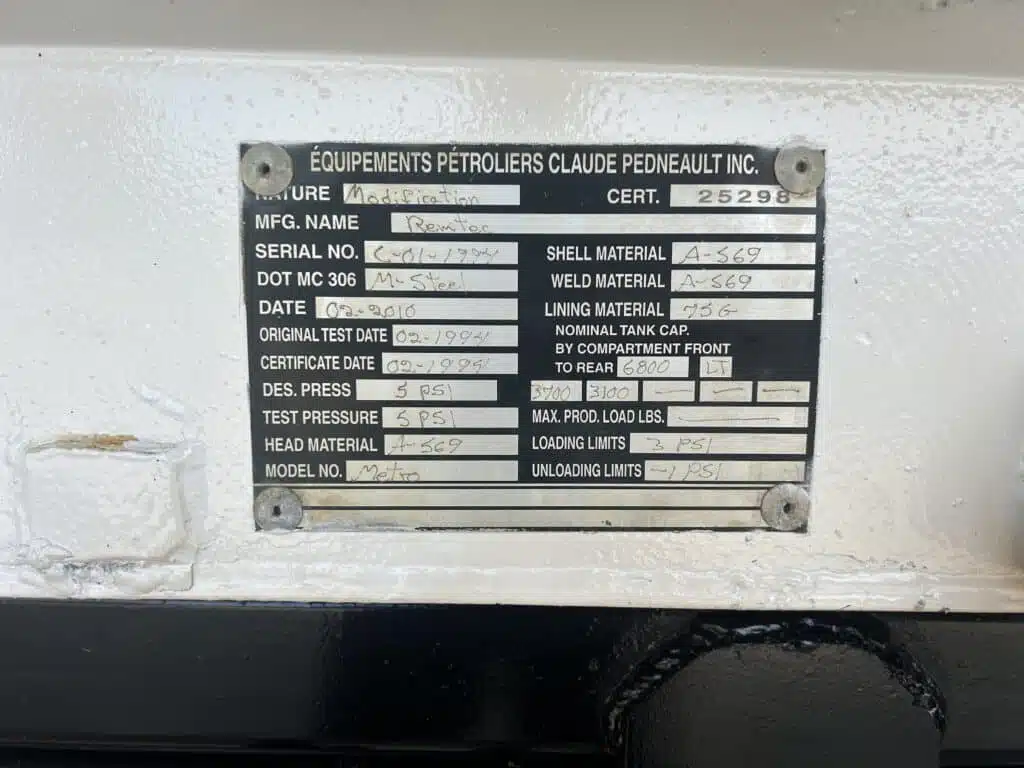 ÉQUIPEMENTS PÉTROLIERS CLAUDE PEDNEAULT INC.
NATURE Modification CERT. 25298
MFG. NAME Remtec
SERIAL NO. C-01-1994 SHELL MATERIAL A-569
DOT MC 306 M-Steel WELD MATERIAL A-569
DATE 02-2010 LINING MATERIAL 75G
ORIGINAL TEST DATE 02-1994 NOMINAL TANK CAP.
BY COMPARTMENT FRONT
CERTIFICATE DATE 02-1994 TO REAR 6800 LT
DES. PRESS 5 PSI 3700 3100 — — —
TEST PRESSURE 5 PSI MAX. PROD. LOAD LBS. —
HEAD MATERIAL A-569 LOADING LIMITS 3 PSI
MODEL NO. Metro UNLOADING LIMITS -1 PSI